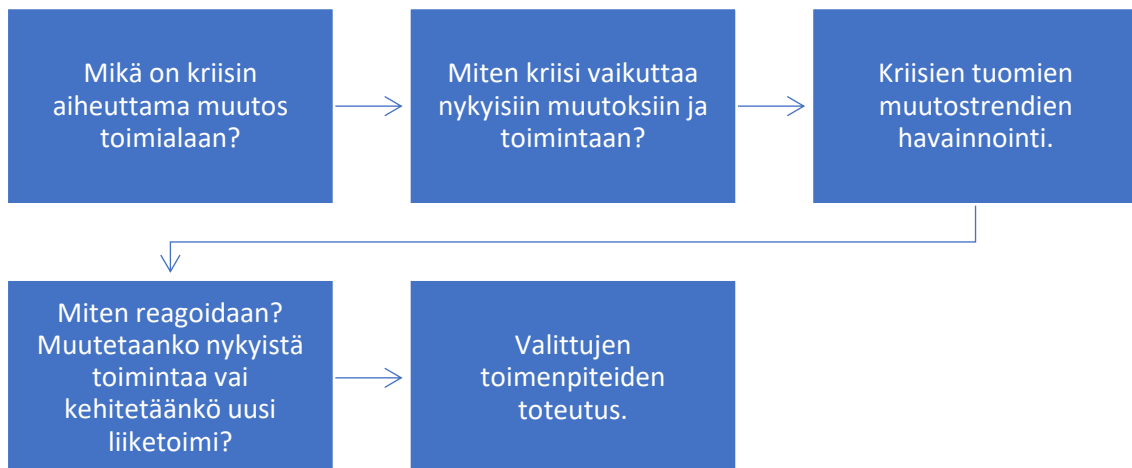 Mikä on kriisin
aiheuttama muutos
toimialaan?
Miten kriisi vaikuttaa
nykyisiin muutoksiin ja
toimintaan?
Kriisien tuomien
muutostrendien
havainnointi.
Miten reagoidaan?
Muutetaanko nykyistä
toimintaa vai
kehitetäänkö uusi
liiketoimi?
Valittujen
toimenpiteiden
toteutus.